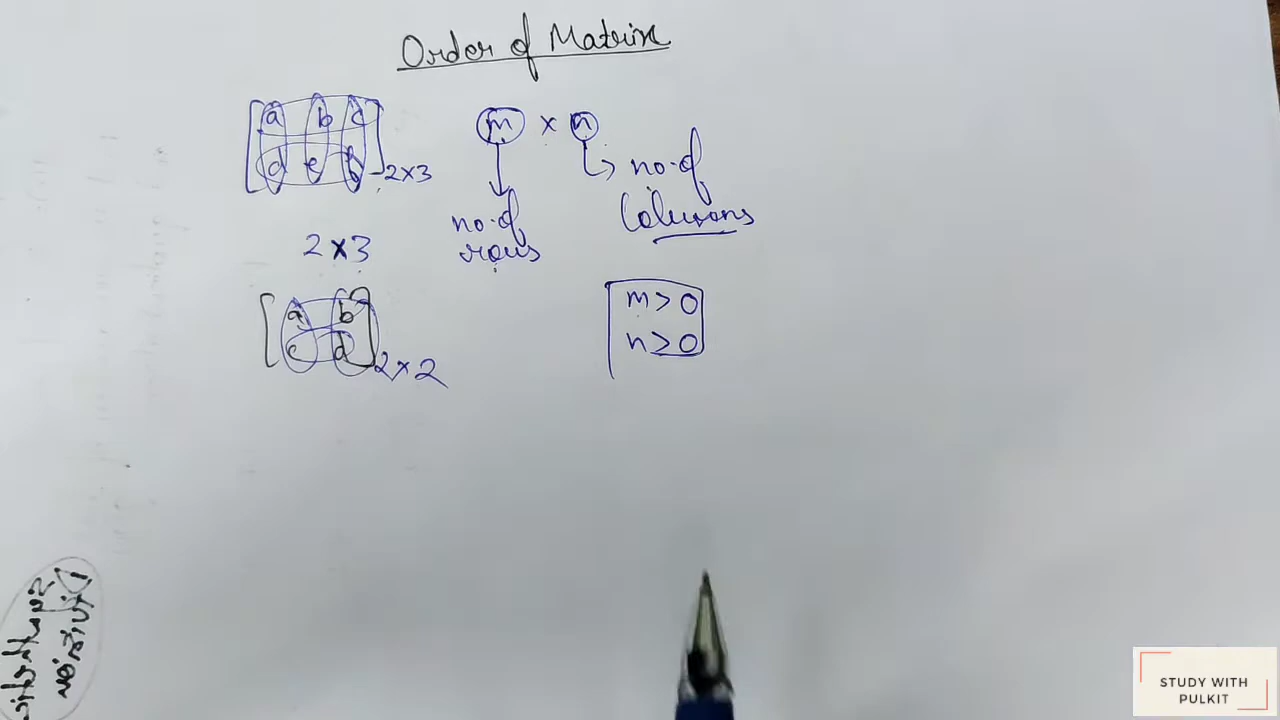 Order of Matrix
[a b c
d e f] 2×3
m × n
no. of rows
no. of Columns
2 × 3
[a b
c d] 2×2
m > 0
n > 0
STUDY WITH
PULKIT